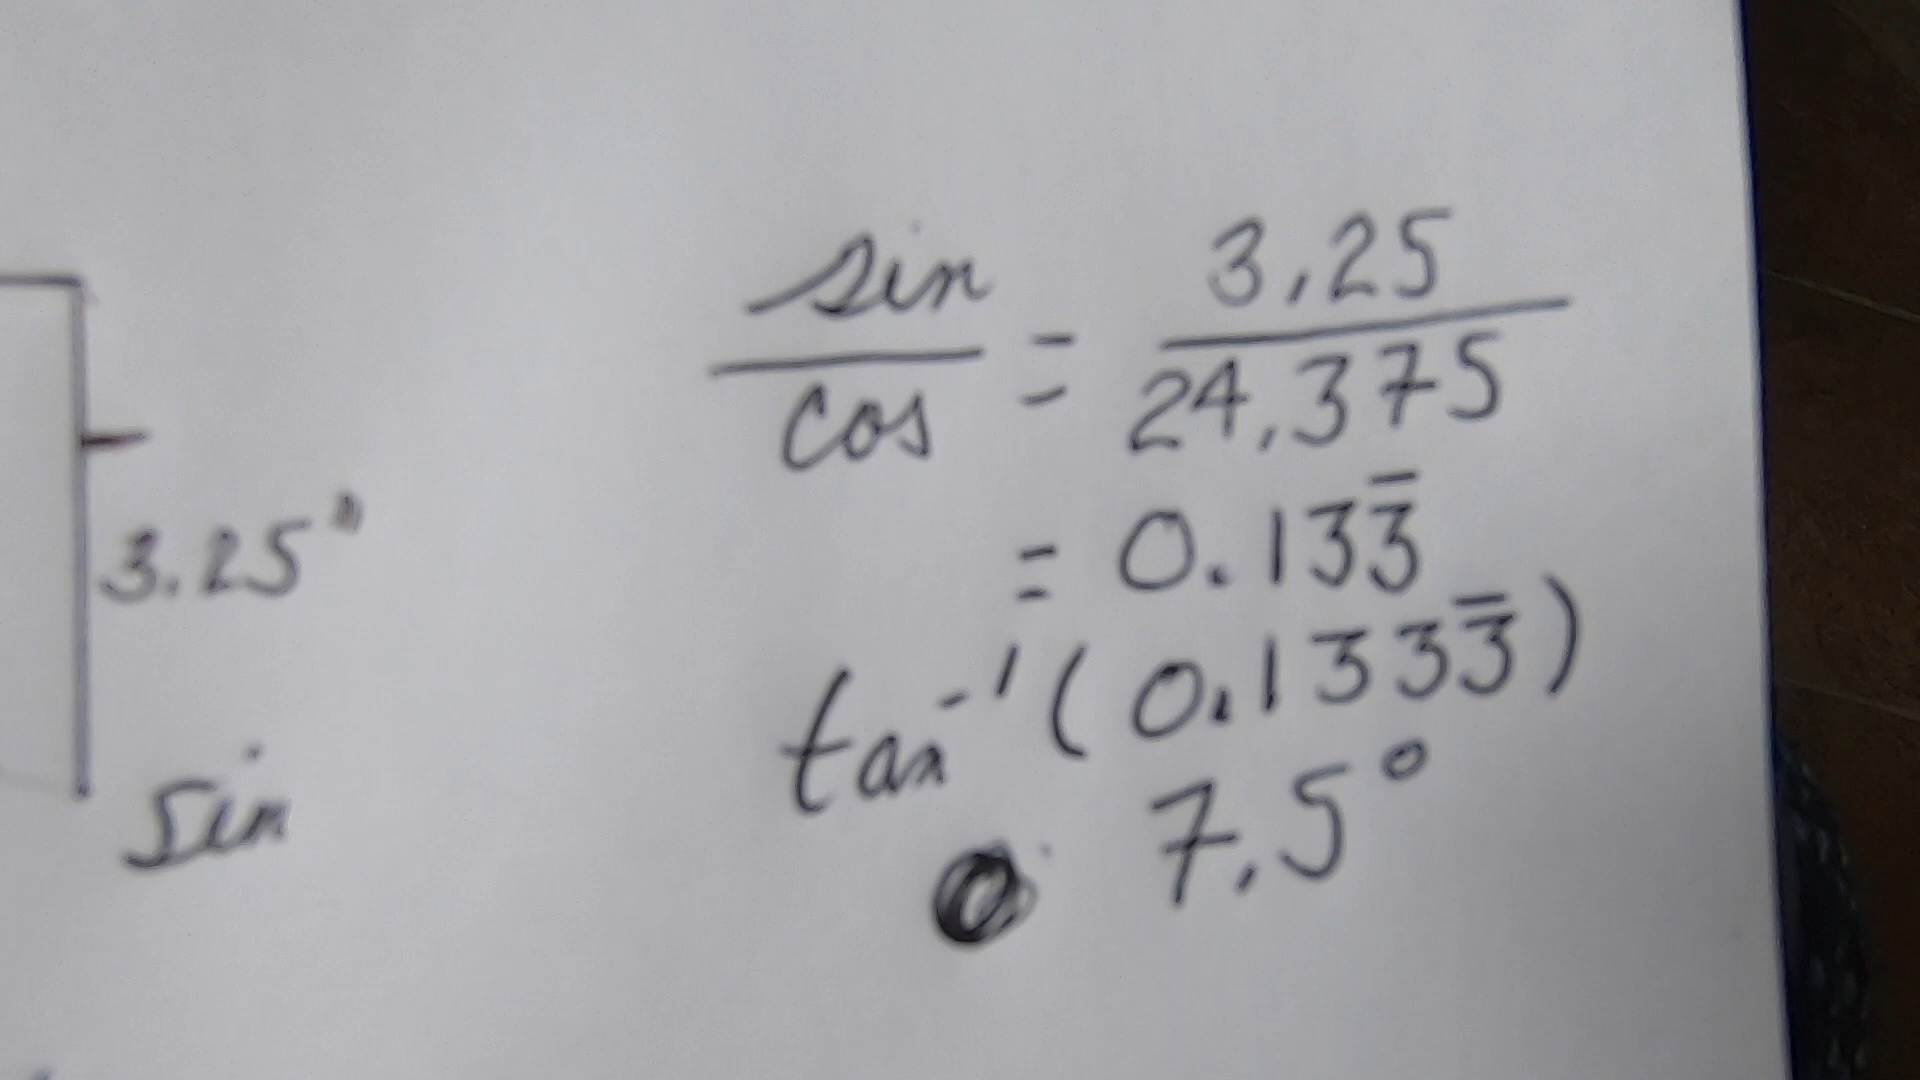 sin/cos = 3.25/24.375
= 0.133̅
3.25"
tan⁻¹(0.1333̅)
7.5°
sin